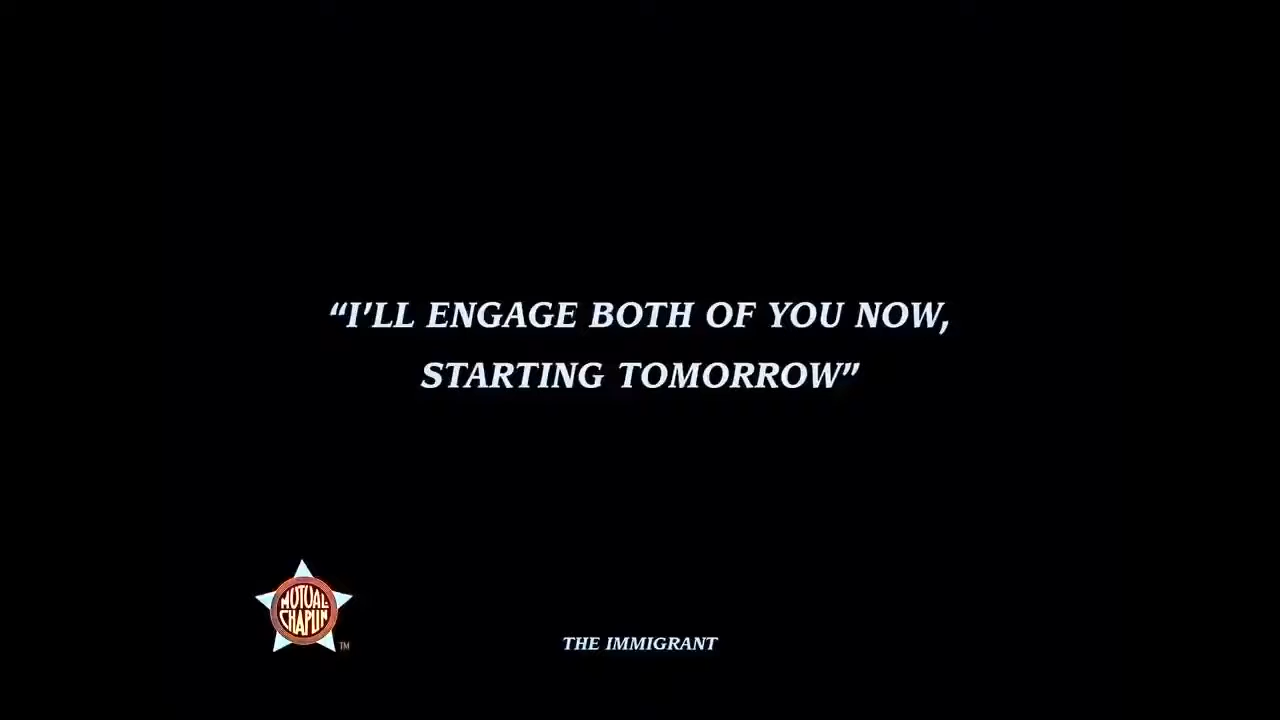 “I’LL ENGAGE BOTH OF YOU NOW,
STARTING TOMORROW”
MUTUAL-
CHAPLIN
TM
THE IMMIGRANT